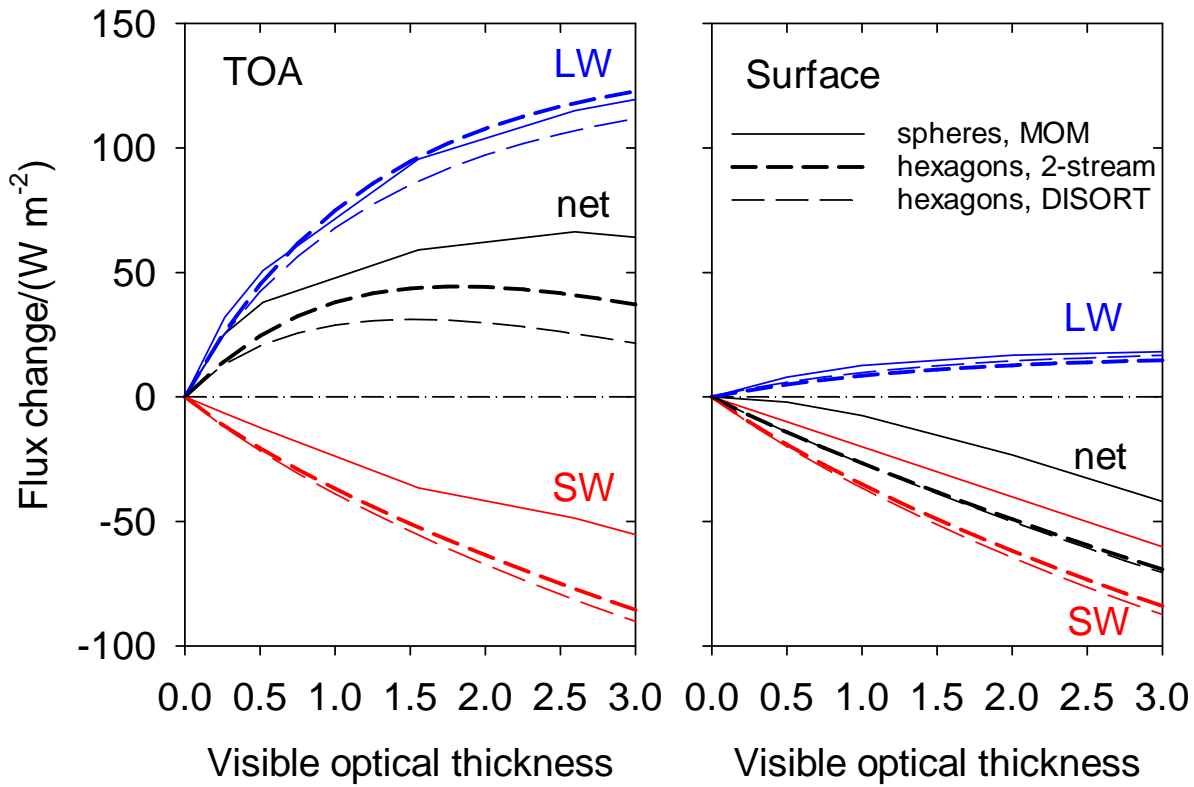 Flux change/(W m-2)
150
100
50
0
-50
-100
TOA
LW
net
SW
0.0 0.5 1.0 1.5 2.0 2.5 3.0
Visible optical thickness
Surface
spheres, MOM
hexagons, 2-stream
hexagons, DISORT
LW
net
SW
0.0 0.5 1.0 1.5 2.0 2.5 3.0
Visible optical thickness